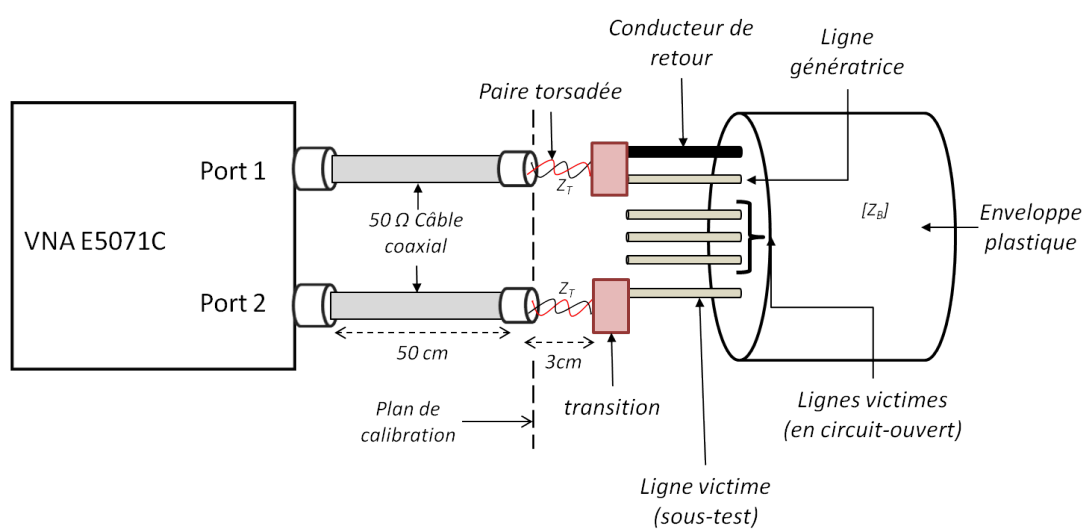 Conducteur de
retour
Ligne
génératrice
Paire torsadée
Port 1
Z_T
50 Ω Câble
coaxial
VNA E5071C
[Z_B]
Enveloppe
plastique
Port 2
Z_T
50 cm
3cm
transition
Plan de
calibration
Lignes victimes
(en circuit-ouvert)
Ligne victime
(sous-test)